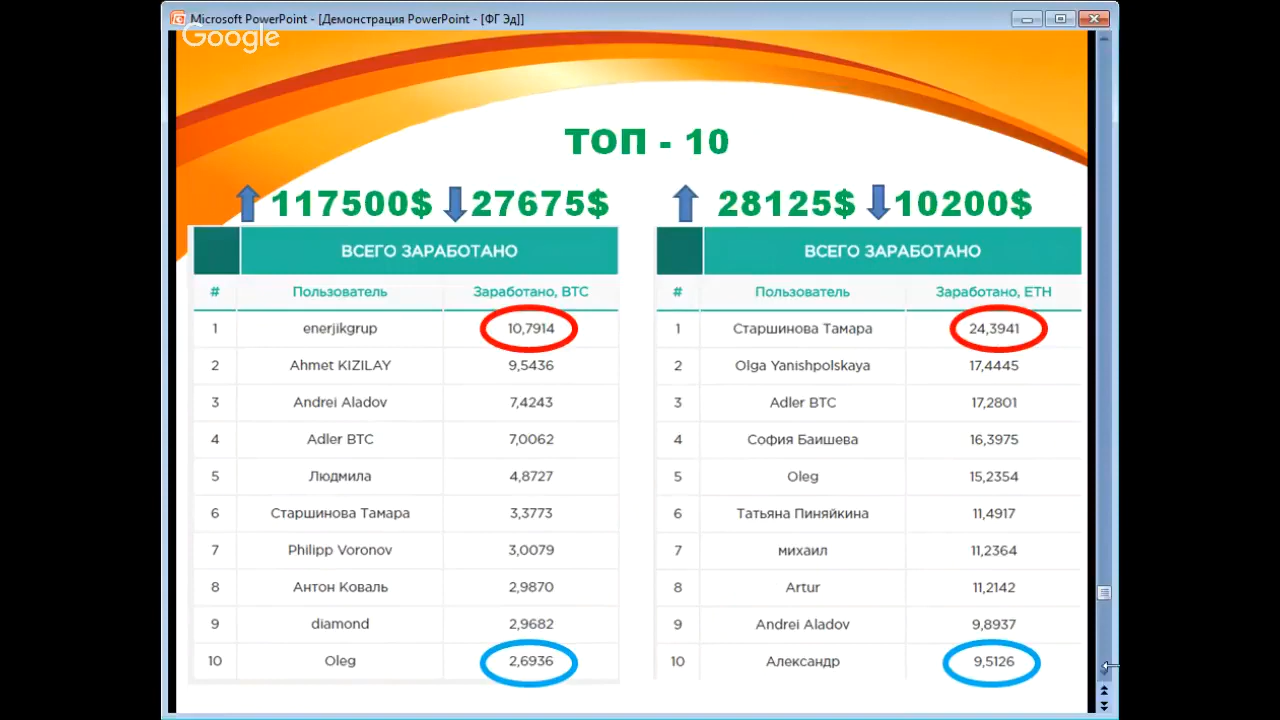 Microsoft PowerPoint - [Демонстрация PowerPoint - [ФГ Эд]]
Google
ТОП - 10
117500$ 27675$
28125$ 10200$
ВСЕГО ЗАРАБОТАНО
# Пользователь Заработано, BTC
1 enerjikgrup 10,7914
2 Ahmet KIZILAY 9,5436
3 Andrei Aladov 7,4243
4 Adler BTC 7,0062
5 Людмила 4,8727
6 Старшинова Тамара 3,3773
7 Philipp Voronov 3,0079
8 Антон Коваль 2,9870
9 diamond 2,9682
10 Oleg 2,6936
ВСЕГО ЗАРАБОТАНО
# Пользователь Заработано, ETH
1 Старшинова Тамара 24,3941
2 Olga Yanishpolskaya 17,4445
3 Adler BTC 17,2801
4 София Баишева 16,3975
5 Oleg 15,2354
6 Татьяна Пиняйкина 11,4917
7 михаил 11,2364
8 Artur 11,2142
9 Andrei Aladov 9,8937
10 Александр 9,5126